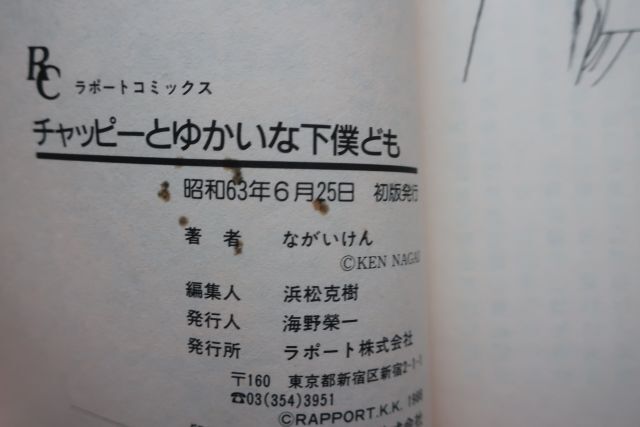 RC ラポートコミックス
チャッピーとゆかいな下僕ども
昭和63年6月25日 初版発行
著者 ながいけん
©KEN NAGAI
編集人 浜松克樹
発行人 海野榮一
発行所 ラポート株式会社
〒160 東京都新宿区新宿2-1-1
☎03(354)3951
©RAPPORT.K.K. 1988